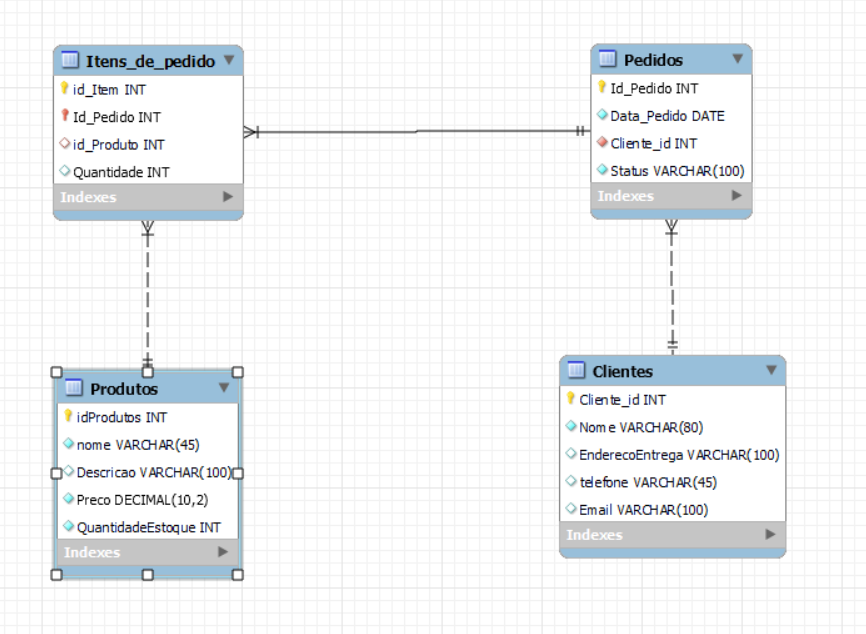 Itens_de_pedido
id_Item INT
Id_Pedido INT
id_Produto INT
Quantidade INT
Indexes
Pedidos
Id_Pedido INT
Data_Pedido DATE
Cliente_id INT
Status VARCHAR(100)
Indexes
Produtos
idProdutos INT
nome VARCHAR(45)
Descricao VARCHAR(100)
Preco DECIMAL(10,2)
QuantidadeEstoque INT
Indexes
Clientes
Cliente_id INT
Nome VARCHAR(80)
EnderecoEntrega VARCHAR(100)
telefone VARCHAR(45)
Email VARCHAR(100)
Indexes